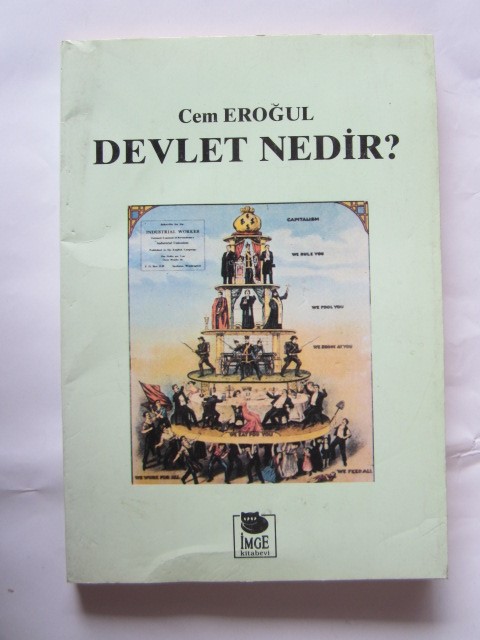 Cem EROĞUL
DEVLET NEDİR?
INDUSTRIAL WORKER
CAPITALISM
WE RULE YOU
WE FOOL YOU
WE SHOOT AT YOU
WE EAT FOR YOU
WE WORK FOR ALL
WE FEED ALL
İMGE
kitabevi